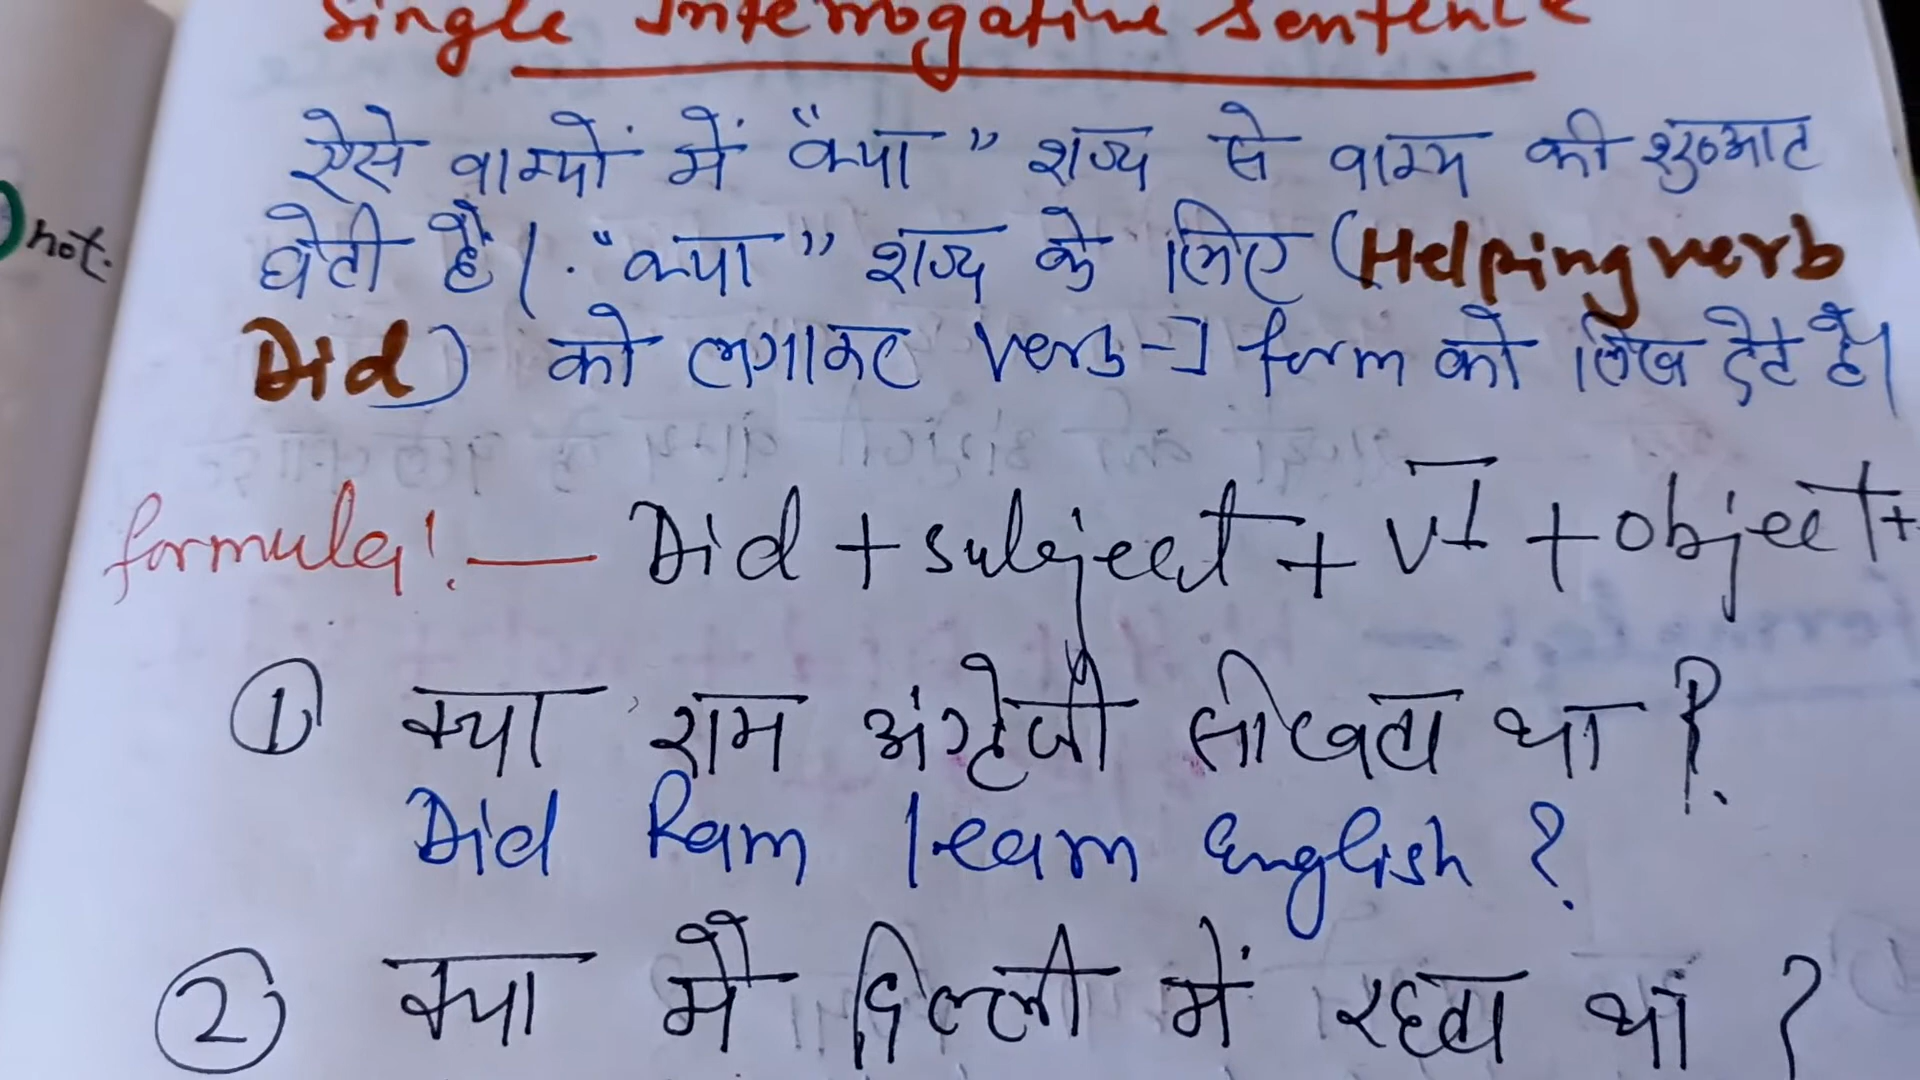 Single Interrogative Sentence
ऐसे वाक्यों में "क्या" शब्द से वाक्य की शुरुआत
होती है। "क्या" शब्द के लिए (Helping verb
Did) को लगाकर Verb-I form को लिख देते है।
not.
formula!— Did + subject + V1 + object +
① क्या राम अंग्रेजी सीखता था ?
Did Ram learn English ?
② क्या मै दिल्ली में रहता था ?